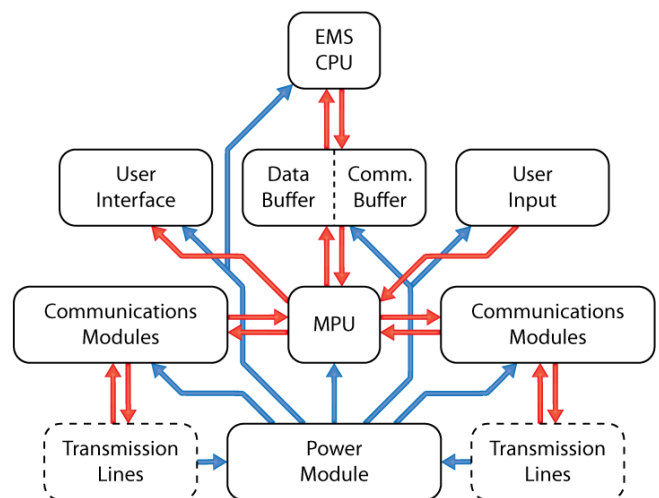 EMS
CPU
User
Interface
Data
Buffer
Comm.
Buffer
User
Input
Communications
Modules
MPU
Communications
Modules
Transmission
Lines
Power
Module
Transmission
Lines